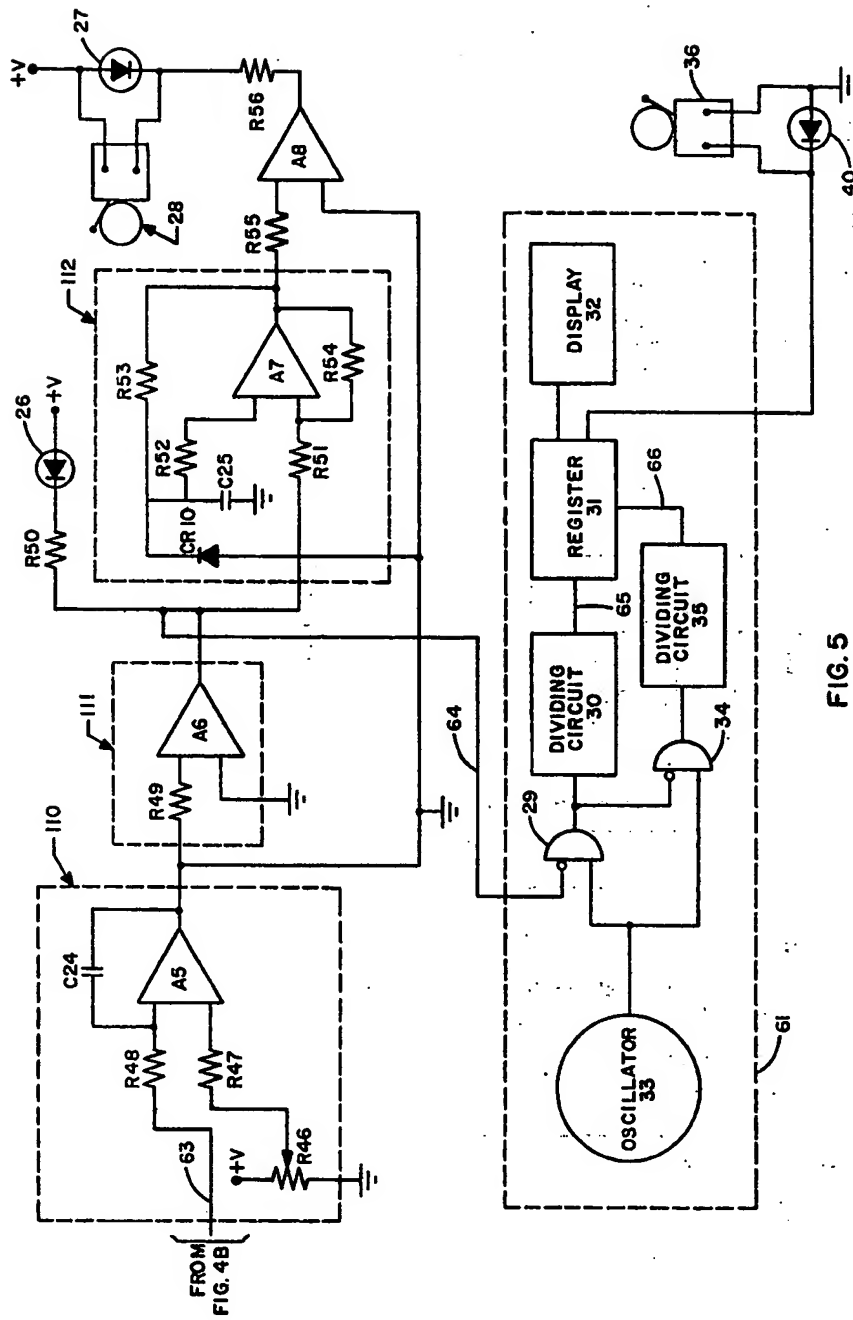 FROM
FIG. 4B
63
110
C24
R48
A5
R47
+V
R46
111
R49
A6
R50
26
+V
112
R53
R52
C25
CR10
A7
R51
R54
R55
A8
R56
+V
27
28
64
29
34
OSCILLATOR
33
DIVIDING
CIRCUIT
30
65
DIVIDING
CIRCUIT
35
66
REGISTER
31
DISPLAY
32
36
40
61
FIG. 5